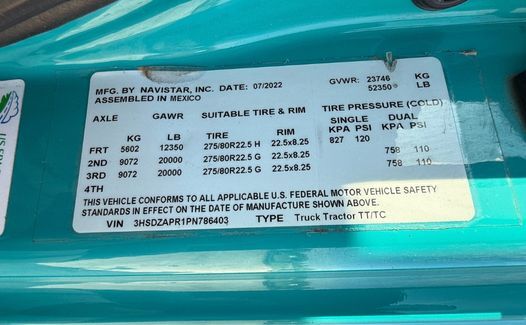 MFG. BY NAVISTAR, INC. DATE: 07/2022
GVWR: 23746 KG
52350 LB
ASSEMBLED IN MEXICO
AXLE GAWR SUITABLE TIRE & RIM TIRE PRESSURE (COLD)
SINGLE DUAL
KG LB TIRE RIM KPA PSI KPA PSI
FRT 5602 12350 275/80R22.5 H 22.5x8.25 827 120
2ND 9072 20000 275/80R22.5 G 22.5x8.25 758 110
3RD 9072 20000 275/80R22.5 G 22.5x8.25 758 110
4TH
THIS VEHICLE CONFORMS TO ALL APPLICABLE U.S. FEDERAL MOTOR VEHICLE SAFETY
STANDARDS IN EFFECT ON THE DATE OF MANUFACTURE SHOWN ABOVE.
VIN 3HSDZAPR1PN786403 TYPE Truck Tractor TT/TC